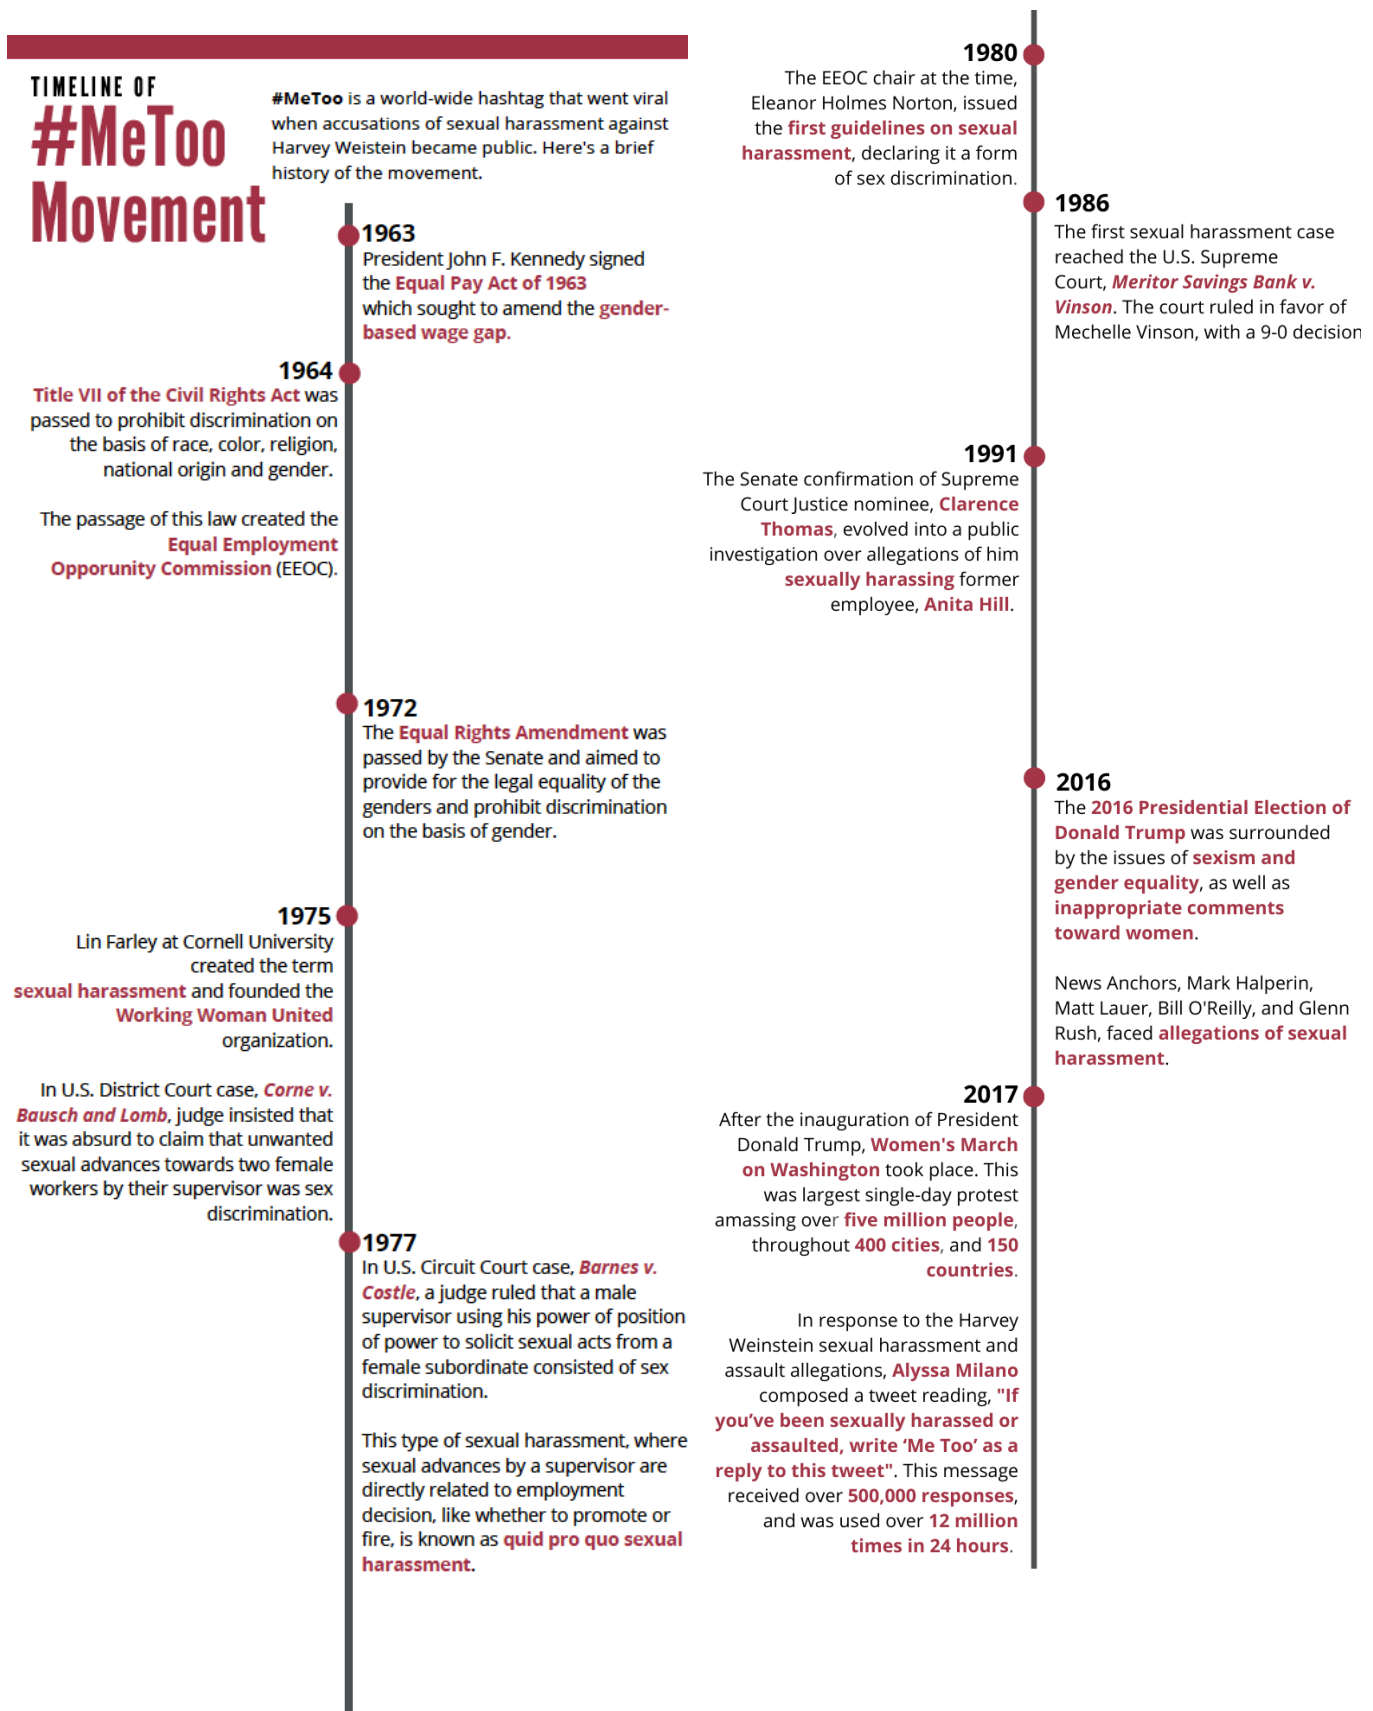 TIMELINE OF
#MeToo
Movement
#MeToo is a world-wide hashtag that went viral
when accusations of sexual harassment against
Harvey Weistein became public. Here's a brief
history of the movement.
1963
President John F. Kennedy signed
the Equal Pay Act of 1963
which sought to amend the gender-
based wage gap.
1964
Title VII of the Civil Rights Act was
passed to prohibit discrimination on
the basis of race, color, religion,
national origin and gender.
The passage of this law created the
Equal Employment
Opporunity Commission (EEOC).
1972
The Equal Rights Amendment was
passed by the Senate and aimed to
provide for the legal equality of the
genders and prohibit discrimination
on the basis of gender.
1975
Lin Farley at Cornell University
created the term
sexual harassment and founded the
Working Woman United
organization.
In U.S. District Court case, Corne v.
Bausch and Lomb, judge insisted that
it was absurd to claim that unwanted
sexual advances towards two female
workers by their supervisor was sex
discrimination.
1977
In U.S. Circuit Court case, Barnes v.
Costle, a judge ruled that a male
supervisor using his power of position
of power to solicit sexual acts from a
female subordinate consisted of sex
discrimination.
This type of sexual harassment, where
sexual advances by a supervisor are
directly related to employment
decision, like whether to promote or
fire, is known as quid pro quo sexual
harassment.
1980
The EEOC chair at the time,
Eleanor Holmes Norton, issued
the first guidelines on sexual
harassment, declaring it a form
of sex discrimination.
1986
The first sexual harassment case
reached the U.S. Supreme
Court, Meritor Savings Bank v.
Vinson. The court ruled in favor of
Mechelle Vinson, with a 9-0 decision
1991
The Senate confirmation of Supreme
Court Justice nominee, Clarence
Thomas, evolved into a public
investigation over allegations of him
sexually harassing former
employee, Anita Hill.
2016
The 2016 Presidential Election of
Donald Trump was surrounded
by the issues of sexism and
gender equality, as well as
inappropriate comments
toward women.
News Anchors, Mark Halperin,
Matt Lauer, Bill O'Reilly, and Glenn
Rush, faced allegations of sexual
harassment.
2017
After the inauguration of President
Donald Trump, Women's March
on Washington took place. This
was largest single-day protest
amassing over five million people,
throughout 400 cities, and 150
countries.
In response to the Harvey
Weinstein sexual harassment and
assault allegations, Alyssa Milano
composed a tweet reading, "If
you’ve been sexually harassed or
assaulted, write ‘Me Too’ as a
reply to this tweet". This message
received over 500,000 responses,
and was used over 12 million
times in 24 hours.